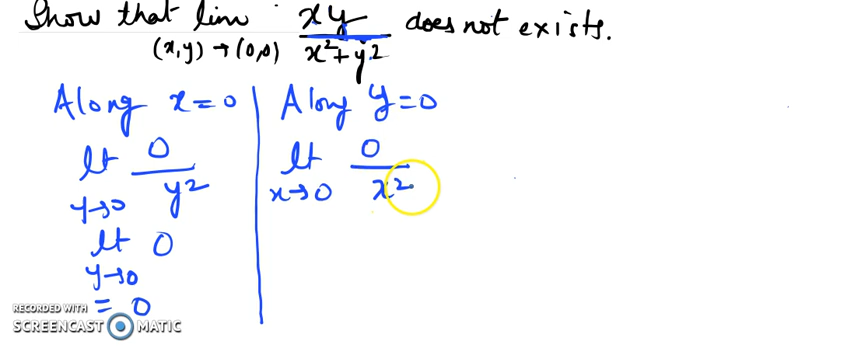 Show that lim xy / x²+y² does not exists.
(x,y)→(0,0)
Along x=0
lt 0 / y²
y→0
lt 0
y→0
= 0
Along y=0
lt 0 / x²
x→0
RECORDED WITH
SCREENCAST MATIC